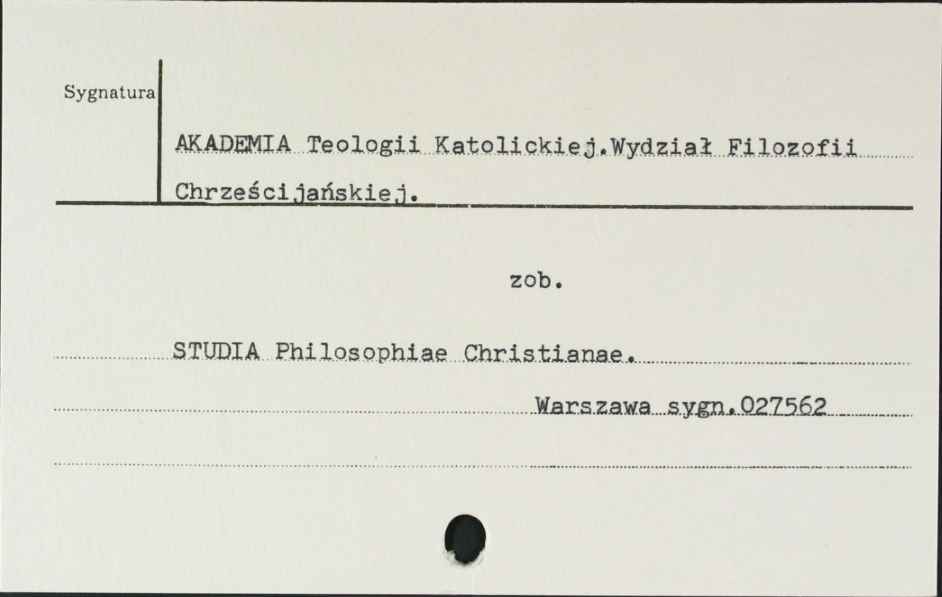 Sygnatura
AKADEMIA Teologii Katolickiej.Wydział Filozofii
Chrześcijańskiej.
zob.
STUDIA Philosophiae Christianae.
Warszawa sygn.027562